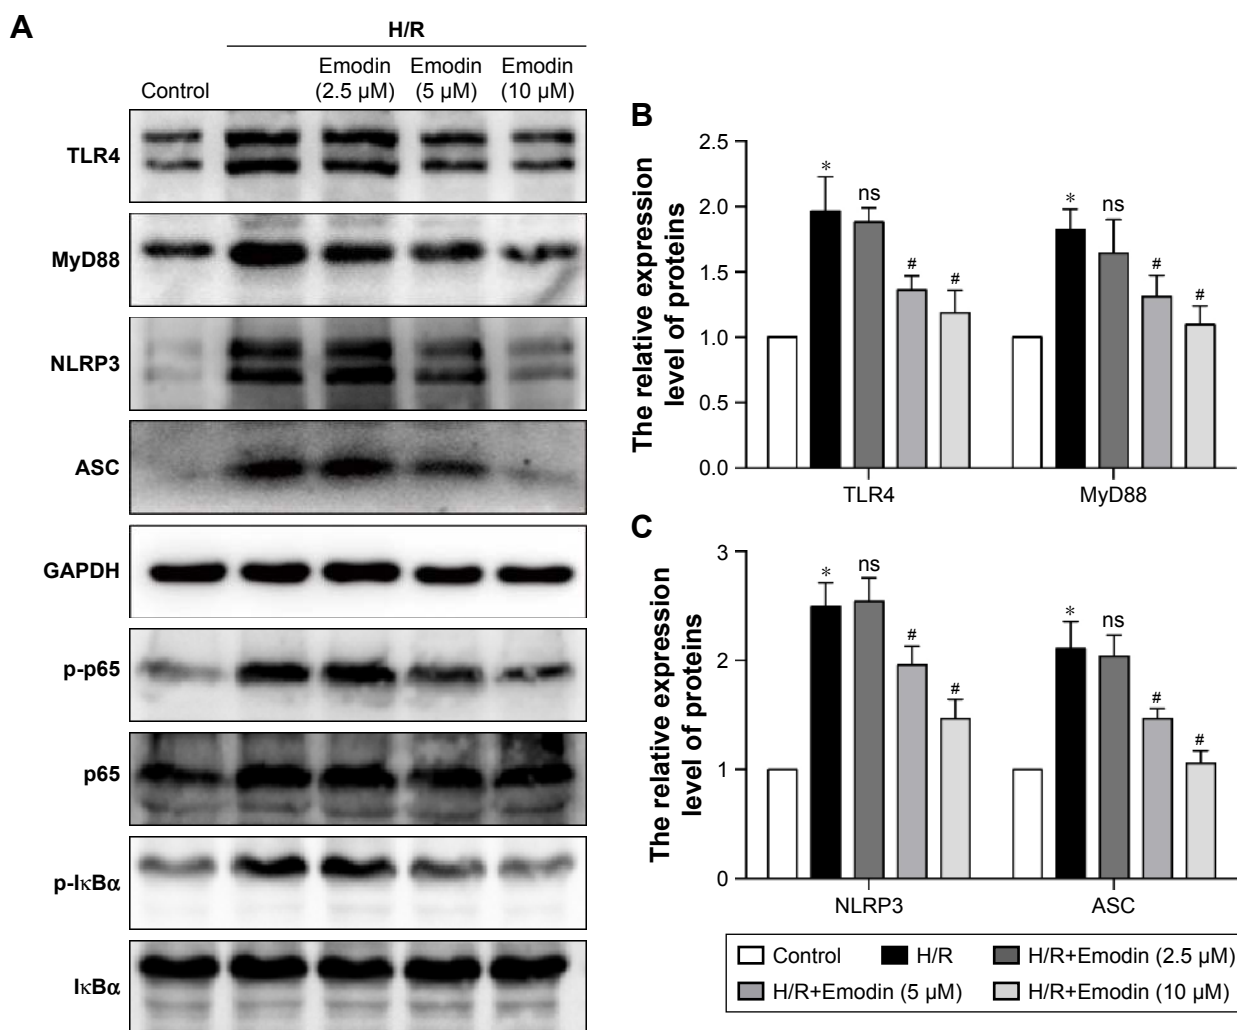 A
H/R
Control
Emodin (2.5 µM)
Emodin (5 µM)
Emodin (10 µM)
TLR4
MyD88
NLRP3
ASC
GAPDH
p-p65
p65
p-IκBα
IκBα
B
The relative expression
level of proteins
2.5
2.0
1.5
1.0
0.5
0.0
*
ns
#
#
*
ns
#
#
TLR4
MyD88
C
The relative expression
level of proteins
3
2
1
0
*
ns
#
#
*
ns
#
#
NLRP3
ASC
Control
H/R
H/R+Emodin (2.5 µM)
H/R+Emodin (5 µM)
H/R+Emodin (10 µM)